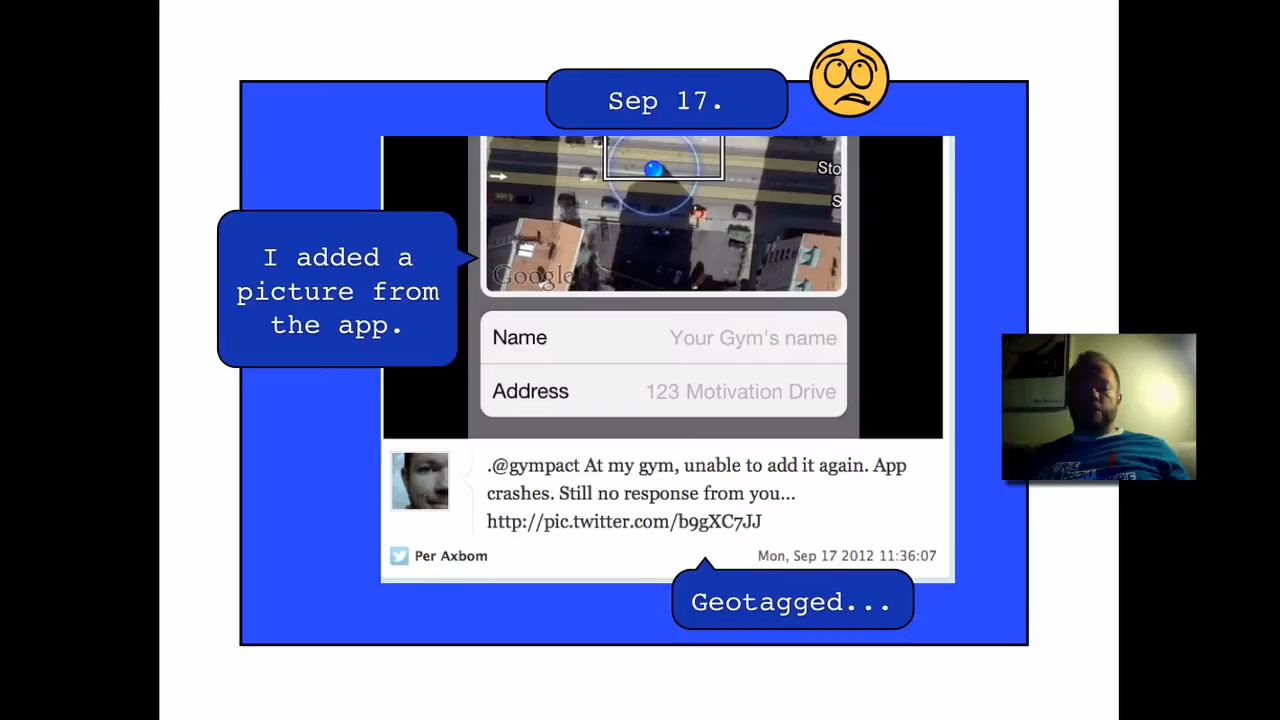 Sep 17.
Sto
S
I added a
picture from
the app.
Google
Name Your Gym's name
Address 123 Motivation Drive
.@gympact At my gym, unable to add it again. App
crashes. Still no response from you...
http://pic.twitter.com/b9gXC7JJ
Per Axbom Mon, Sep 17 2012 11:36:07
Geotagged...